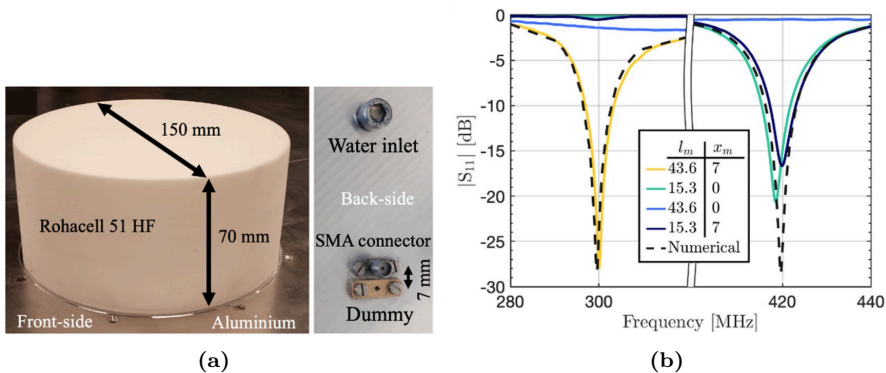 150 mm
Rohacell 51 HF
70 mm
Front-side
Aluminium
Water inlet
Back-side
SMA connector
7 mm
Dummy
(a)
|S11| [dB]
0
-5
-10
-15
-20
-25
-30
l_m x_m
43.6 7
15.3 0
43.6 0
15.3 7
Numerical
280 300 420 440
Frequency [MHz]
(b)